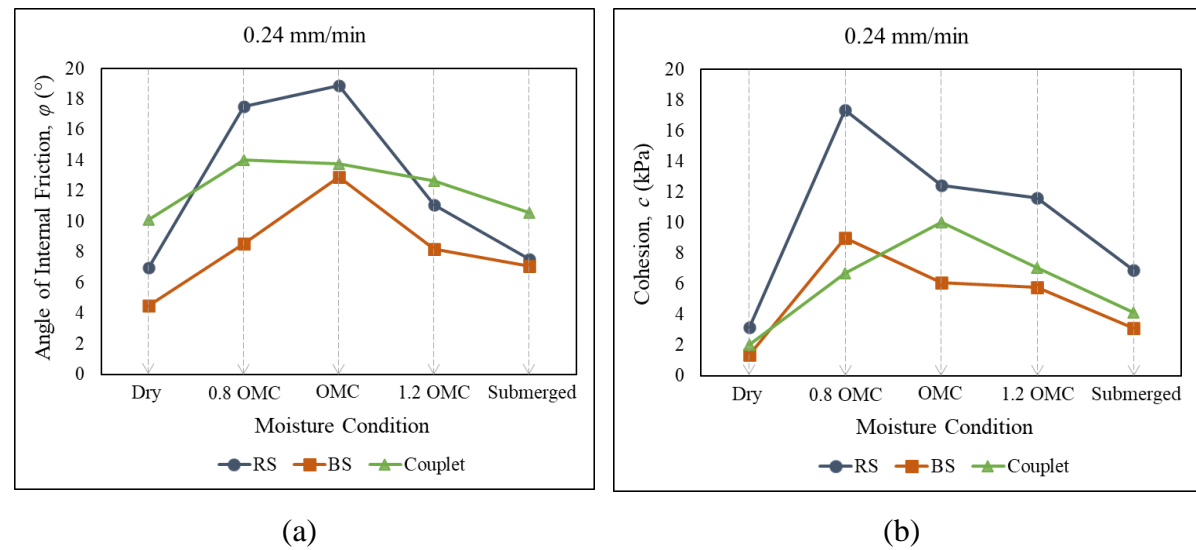 0.24 mm/min
20
18
16
14
12
10
8
6
4
2
0
Angle of Internal Friction, φ (°)
Dry 0.8 OMC OMC 1.2 OMC Submerged
Moisture Condition
RS BS Couplet
(a)
0.24 mm/min
20
18
16
14
12
10
8
6
4
2
0
Cohesion, c (kPa)
Dry 0.8 OMC OMC 1.2 OMC Submerged
Moisture Condition
RS BS Couplet
(b)